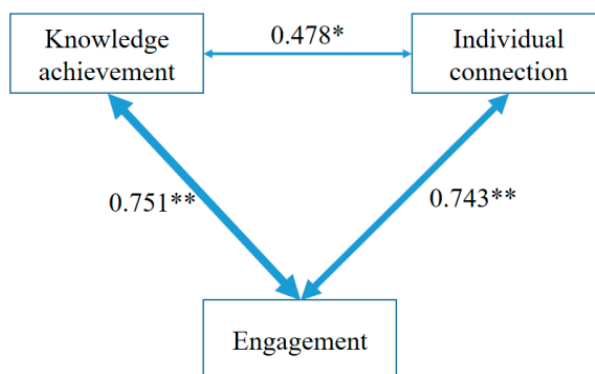 Knowledge
achievement
0.478*
Individual
connection
0.751**
0.743**
Engagement